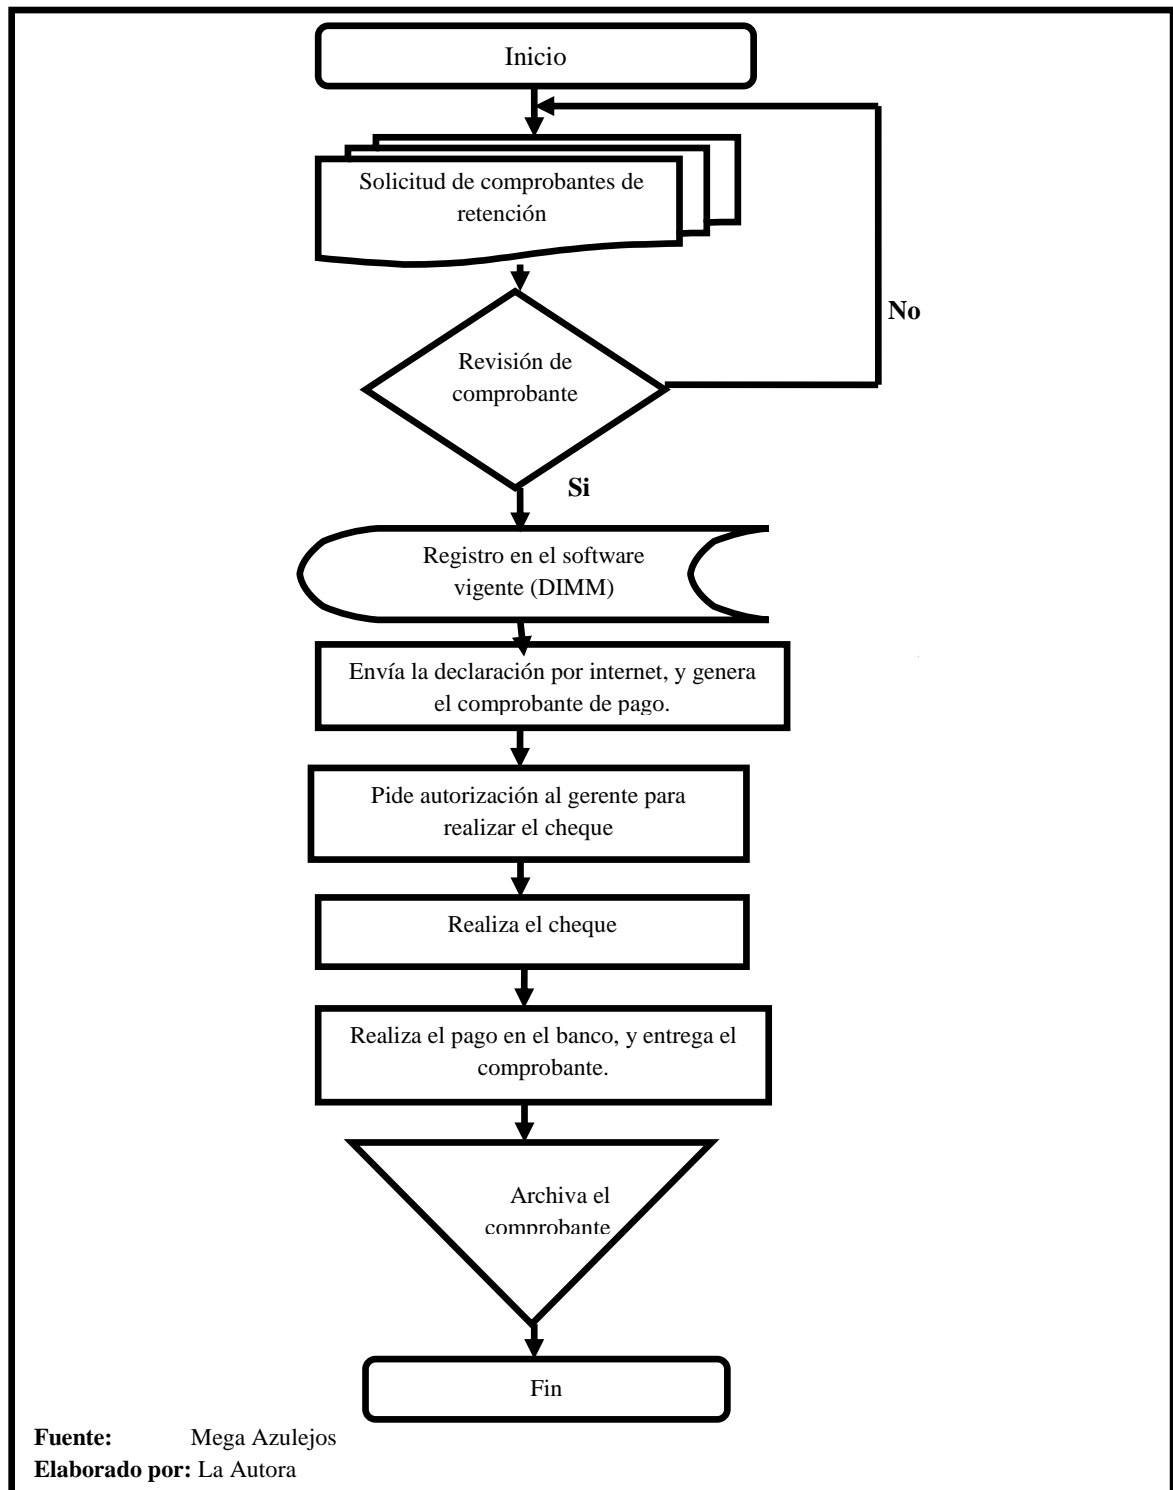 Inicio
Solicitud de comprobantes de
retención
No
Revisión de
comprobante
Si
Registro en el software
vigente (DIMM)
Envía la declaración por internet, y genera
el comprobante de pago.
Pide autorización al gerente para
realizar el cheque
Realiza el cheque
Realiza el pago en el banco, y entrega el
comprobante.
Archiva el
comprobante
Fin
Fuente: Mega Azulejos
Elaborado por: La Autora